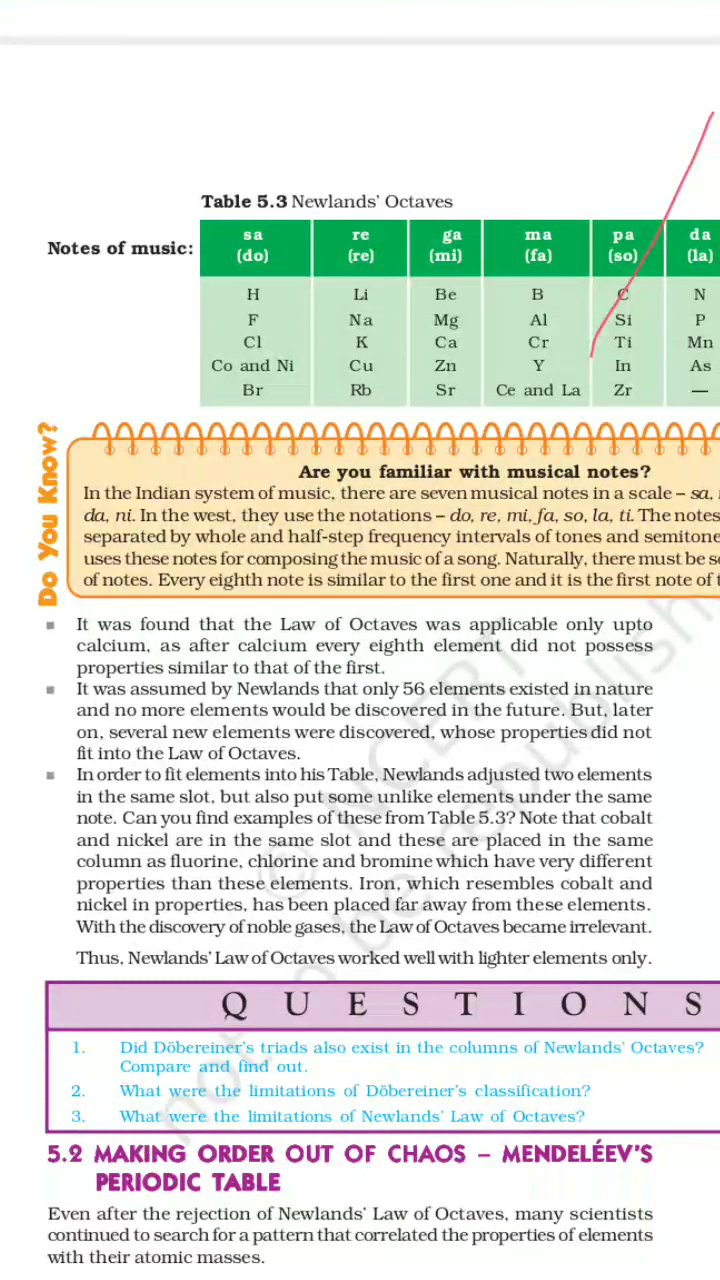 Table 5.3 Newlands' Octaves
Notes of music: sa re ga ma pa da
(do) (re) (mi) (fa) (so) (la)
H Li Be B C N
F Na Mg Al Si P
Cl K Ca Cr Ti Mn
Co and Ni Cu Zn Y In As
Br Rb Sr Ce and La Zr —
Do You Know?
Are you familiar with musical notes?
In the Indian system of music, there are seven musical notes in a scale – sa,
da, ni. In the west, they use the notations – do, re, mi, fa, so, la, ti. The notes
separated by whole and half-step frequency intervals of tones and semitone
uses these notes for composing the music of a song. Naturally, there must be
of notes. Every eighth note is similar to the first one and it is the first note of
▪ It was found that the Law of Octaves was applicable only upto
calcium, as after calcium every eighth element did not possess
properties similar to that of the first.
▪ It was assumed by Newlands that only 56 elements existed in nature
and no more elements would be discovered in the future. But, later
on, several new elements were discovered, whose properties did not
fit into the Law of Octaves.
▪ In order to fit elements into his Table, Newlands adjusted two elements
in the same slot, but also put some unlike elements under the same
note. Can you find examples of these from Table 5.3? Note that cobalt
and nickel are in the same slot and these are placed in the same
column as fluorine, chlorine and bromine which have very different
properties than these elements. Iron, which resembles cobalt and
nickel in properties, has been placed far away from these elements.
With the discovery of noble gases, the Law of Octaves became irrelevant.
Thus, Newlands' Law of Octaves worked well with lighter elements only.
QUESTIONS
1. Did Döbereiner's triads also exist in the columns of Newlands' Octaves?
Compare and find out.
2. What were the limitations of Döbereiner's classification?
3. What were the limitations of Newlands' Law of Octaves?
5.2 MAKING ORDER OUT OF CHAOS – MENDELÉEV'S
PERIODIC TABLE
Even after the rejection of Newlands' Law of Octaves, many scientists
continued to search for a pattern that correlated the properties of elements
with their atomic masses.
© NCERT
not to be republish